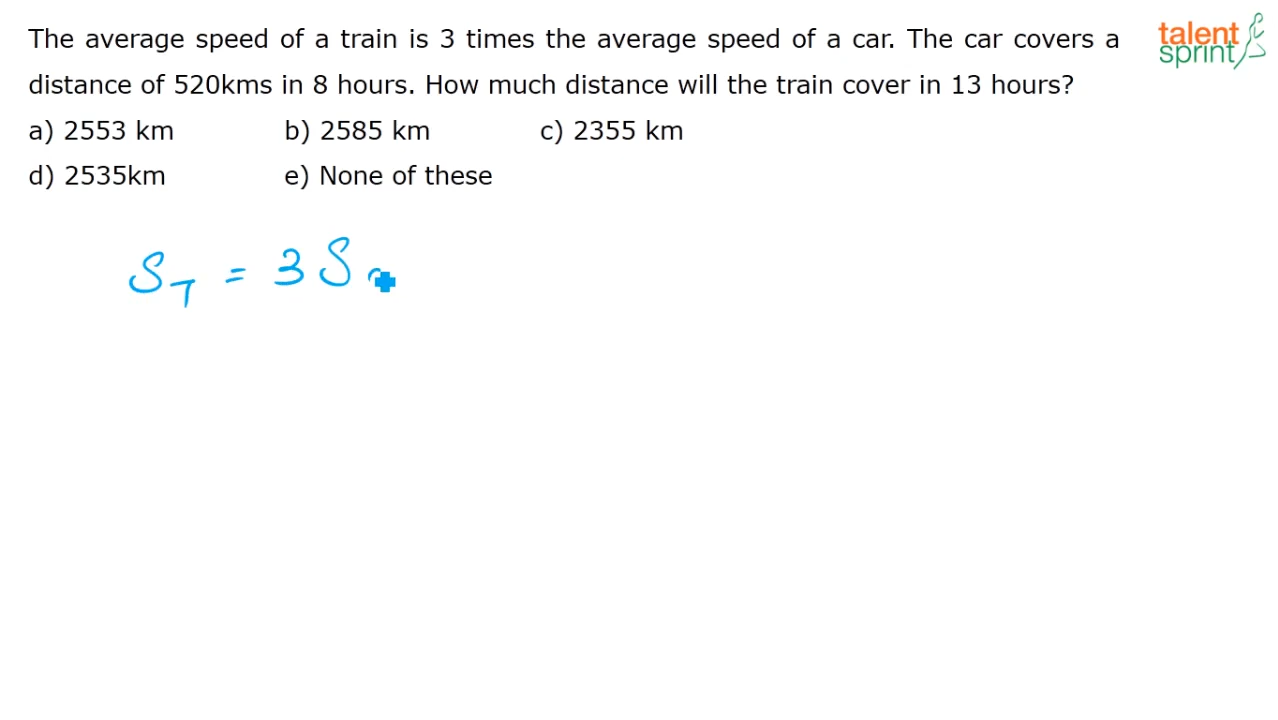 The average speed of a train is 3 times the average speed of a car. The car covers a
talent
sprint
distance of 520kms in 8 hours. How much distance will the train cover in 13 hours?
a) 2553 km b) 2585 km c) 2355 km
d) 2535km e) None of these
S_T = 3 S